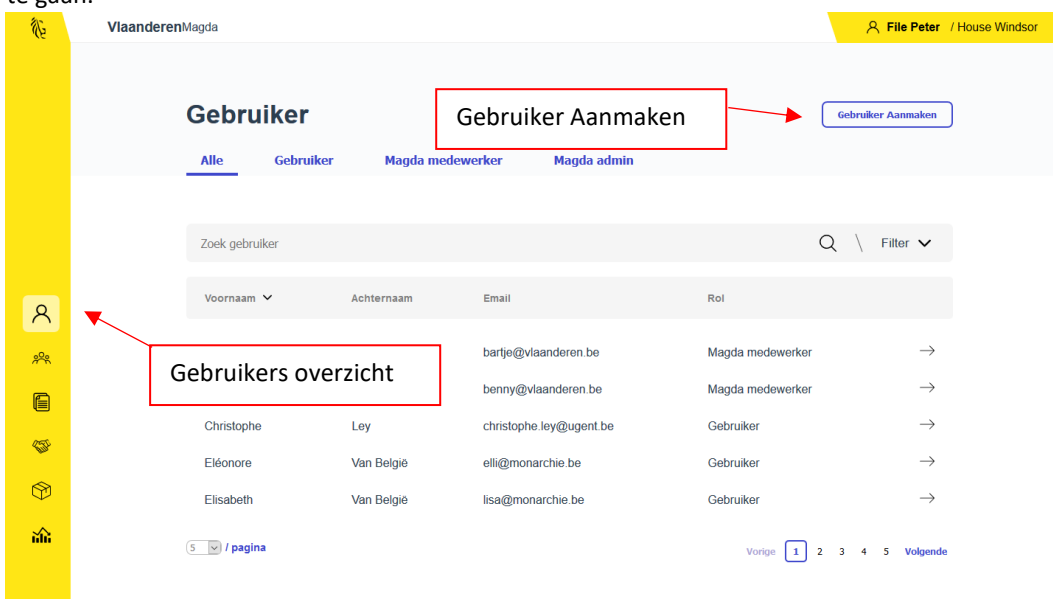 te gaan.
VlaanderenMagda
File Peter / House Windsor
Gebruiker
Gebruiker Aanmaken
Gebruiker Aanmaken
Alle Gebruiker Magda medewerker Magda admin
Zoek gebruiker Filter
Voornaam Achternaam Email Rol
bartje@vlaanderen.be Magda medewerker
Gebruikers overzicht
benny@vlaanderen.be Magda medewerker
Christophe Ley christophe.ley@ugent.be Gebruiker
Eléonore Van België elli@monarchie.be Gebruiker
Elisabeth Van België lisa@monarchie.be Gebruiker
5 / pagina Vorige 1 2 3 4 5 Volgende